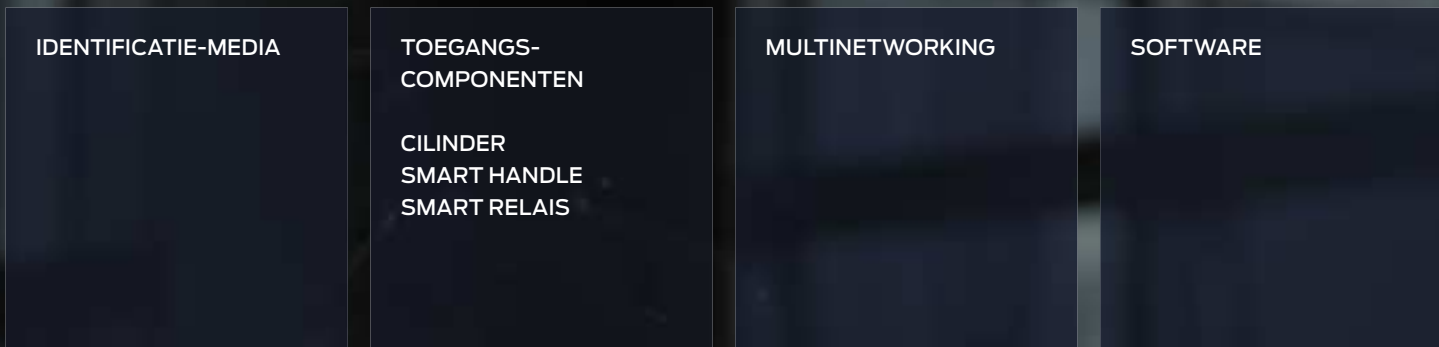 IDENTIFICATIE-MEDIA
TOEGANGS-
COMPONENTEN
CILINDER
SMART HANDLE
SMART RELAIS
MULTINETWORKING
SOFTWARE